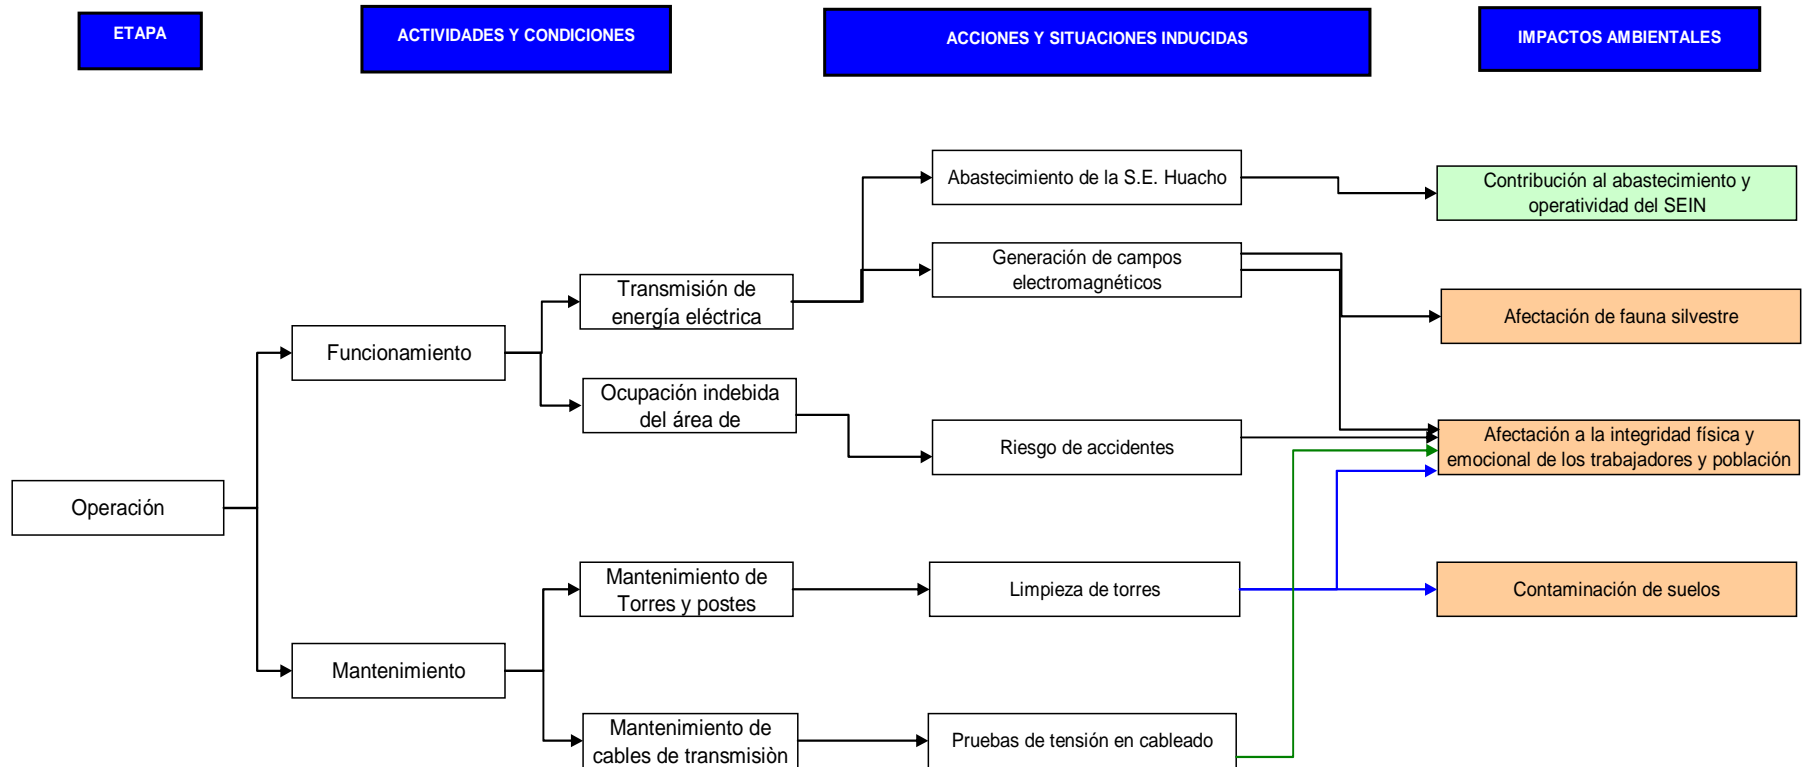 ETAPA
ACTIVIDADES Y CONDICIONES
ACCIONES Y SITUACIONES INDUCIDAS
IMPACTOS AMBIENTALES
Abastecimiento de la S.E. Huacho
Contribución al abastecimiento y
operatividad del SEIN
Generación de campos
electromagnéticos
Transmisión de
energía eléctrica
Afectación de fauna silvestre
Funcionamiento
Ocupación indebida
del área de
Riesgo de accidentes
Afectación a la integridad física y
emocional de los trabajadores y población
Operación
Mantenimiento de
Torres y postes
Limpieza de torres
Contaminación de suelos
Mantenimiento
Mantenimiento de
cables de transmisiòn
Pruebas de tensión en cableado